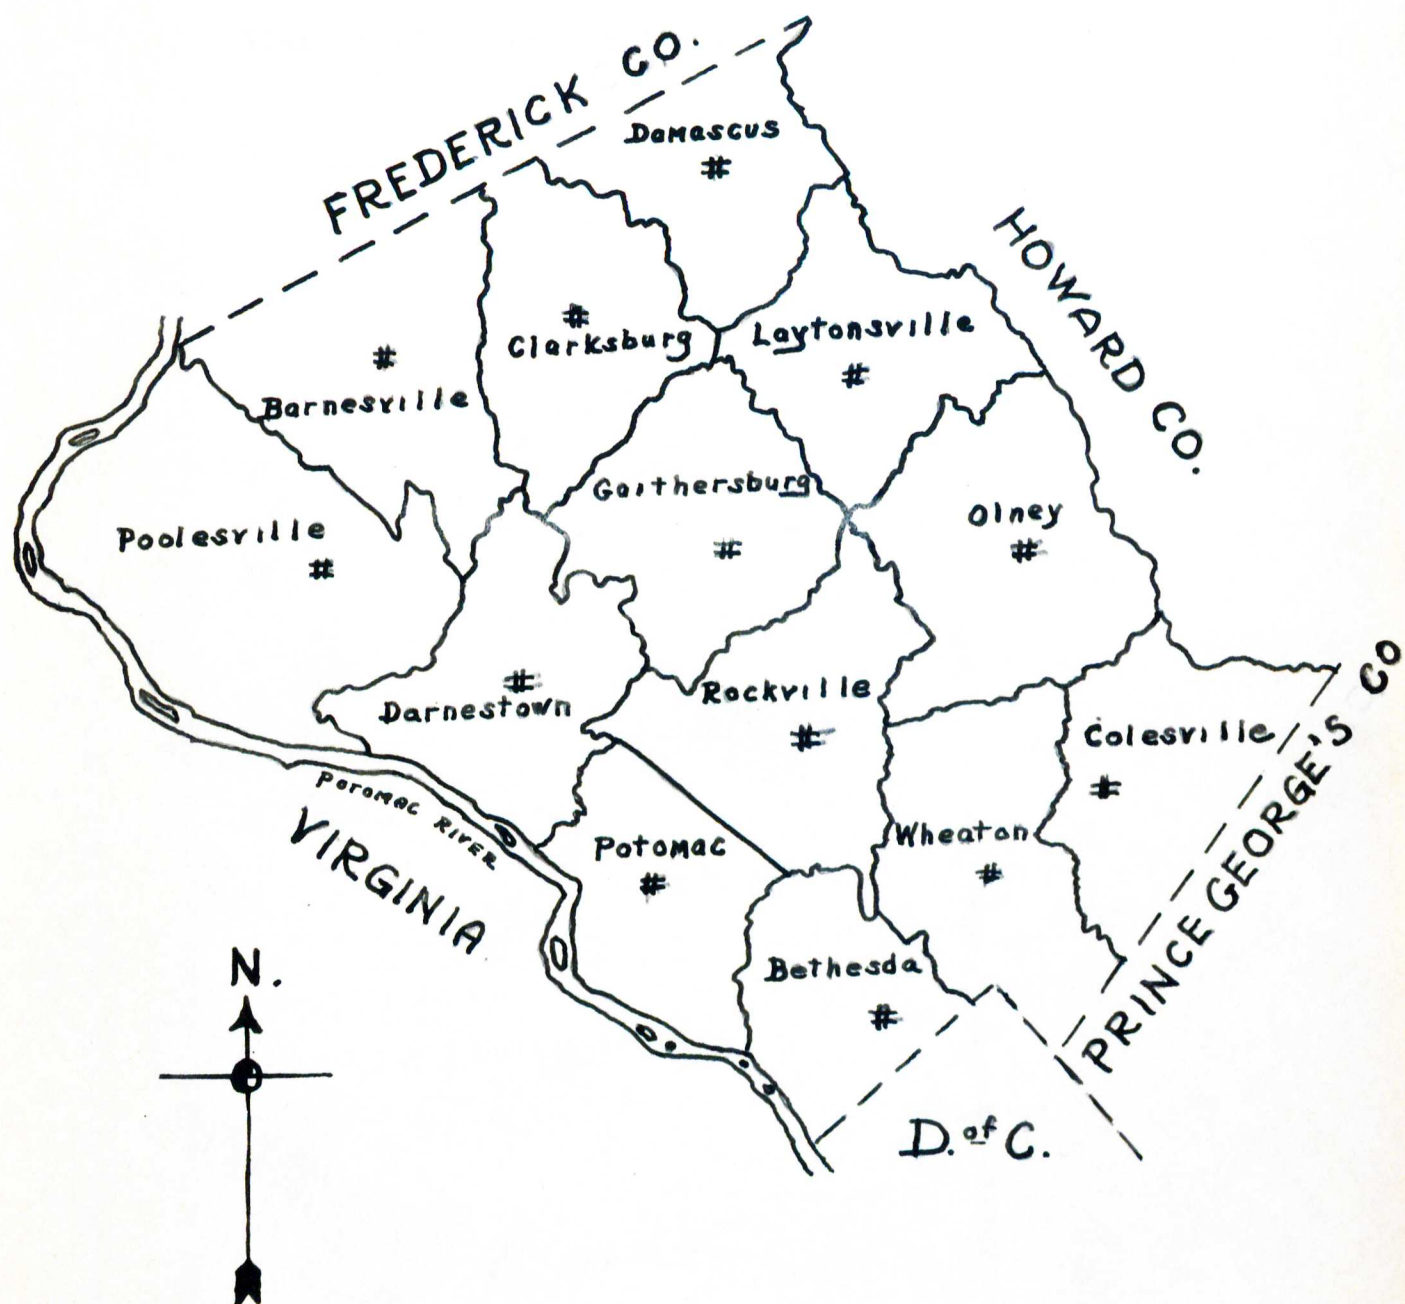 FREDERICK CO.
Damascus
#
HOWARD CO.
#
Clarksburg
Laytonsville
#
#
Barnesville
Gaithersburg
#
Olney
#
Poolesville
#
#
Darnestown
Rockville
#
Colesville
#
PRINCE GEORGE'S CO
POTOMAC RIVER
VIRGINIA
Potomac
#
Wheaton
#
Bethesda
#
N.
D. of C.